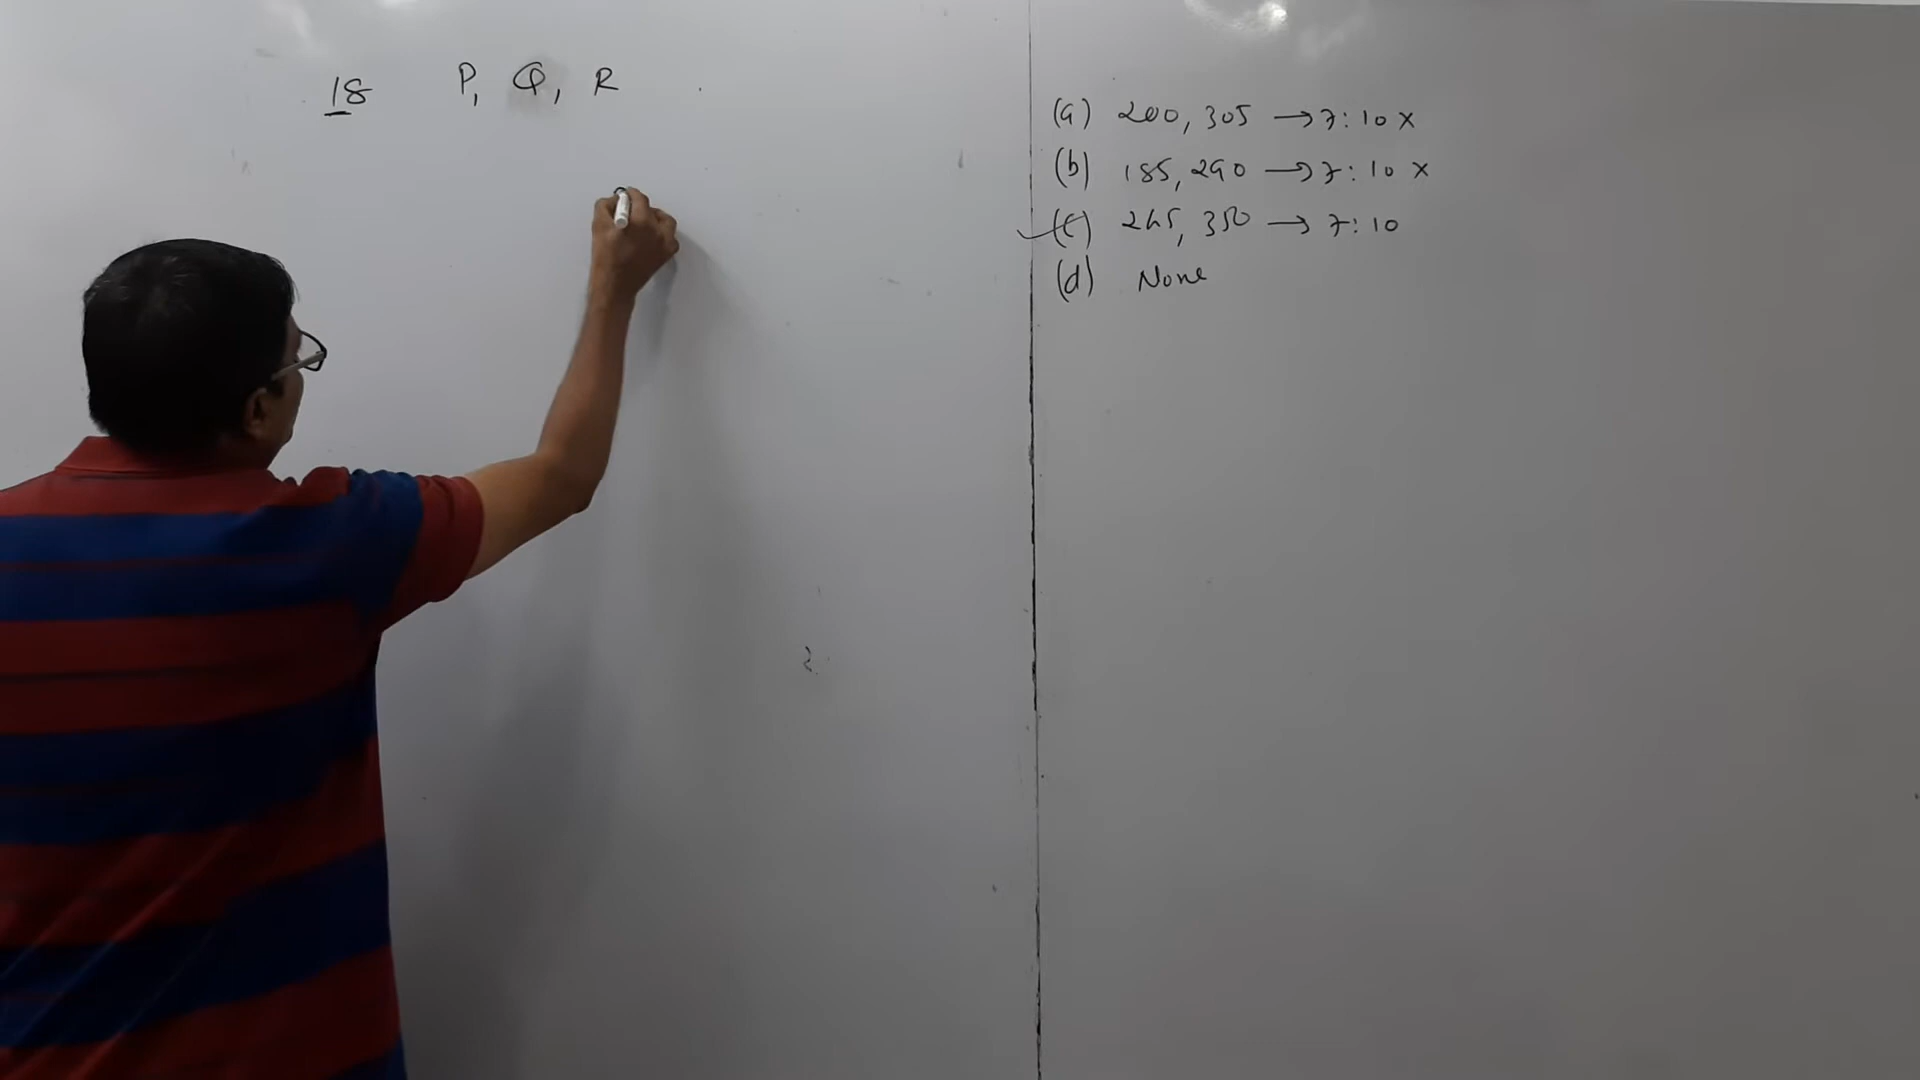 18 P, Q, R
(a) 200, 305 → 7:10 ×
(b) 185, 290 → 7:10 ×
✓(c) 245, 350 → 7:10
(d) None